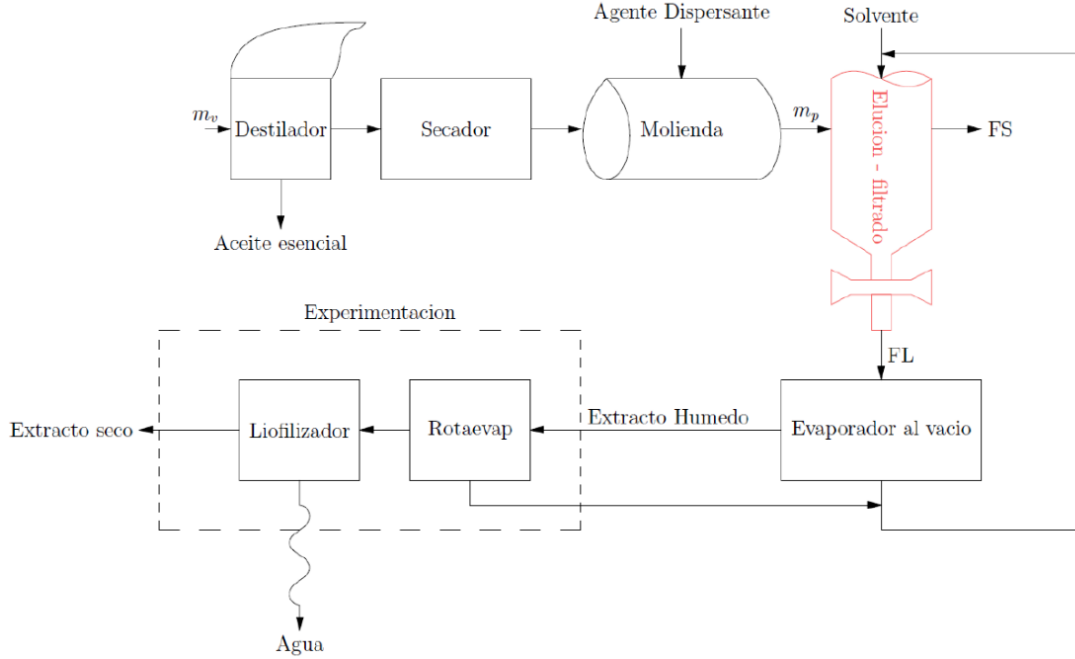 Agente Dispersante
Solvente
m_v
Destilador
Secador
Molienda
m_p
Elucion - filtrado
FS
Aceite esencial
Experimentacion
FL
Extracto seco
Liofilizador
Rotaevap
Extracto Humedo
Evaporador al vacio
Agua